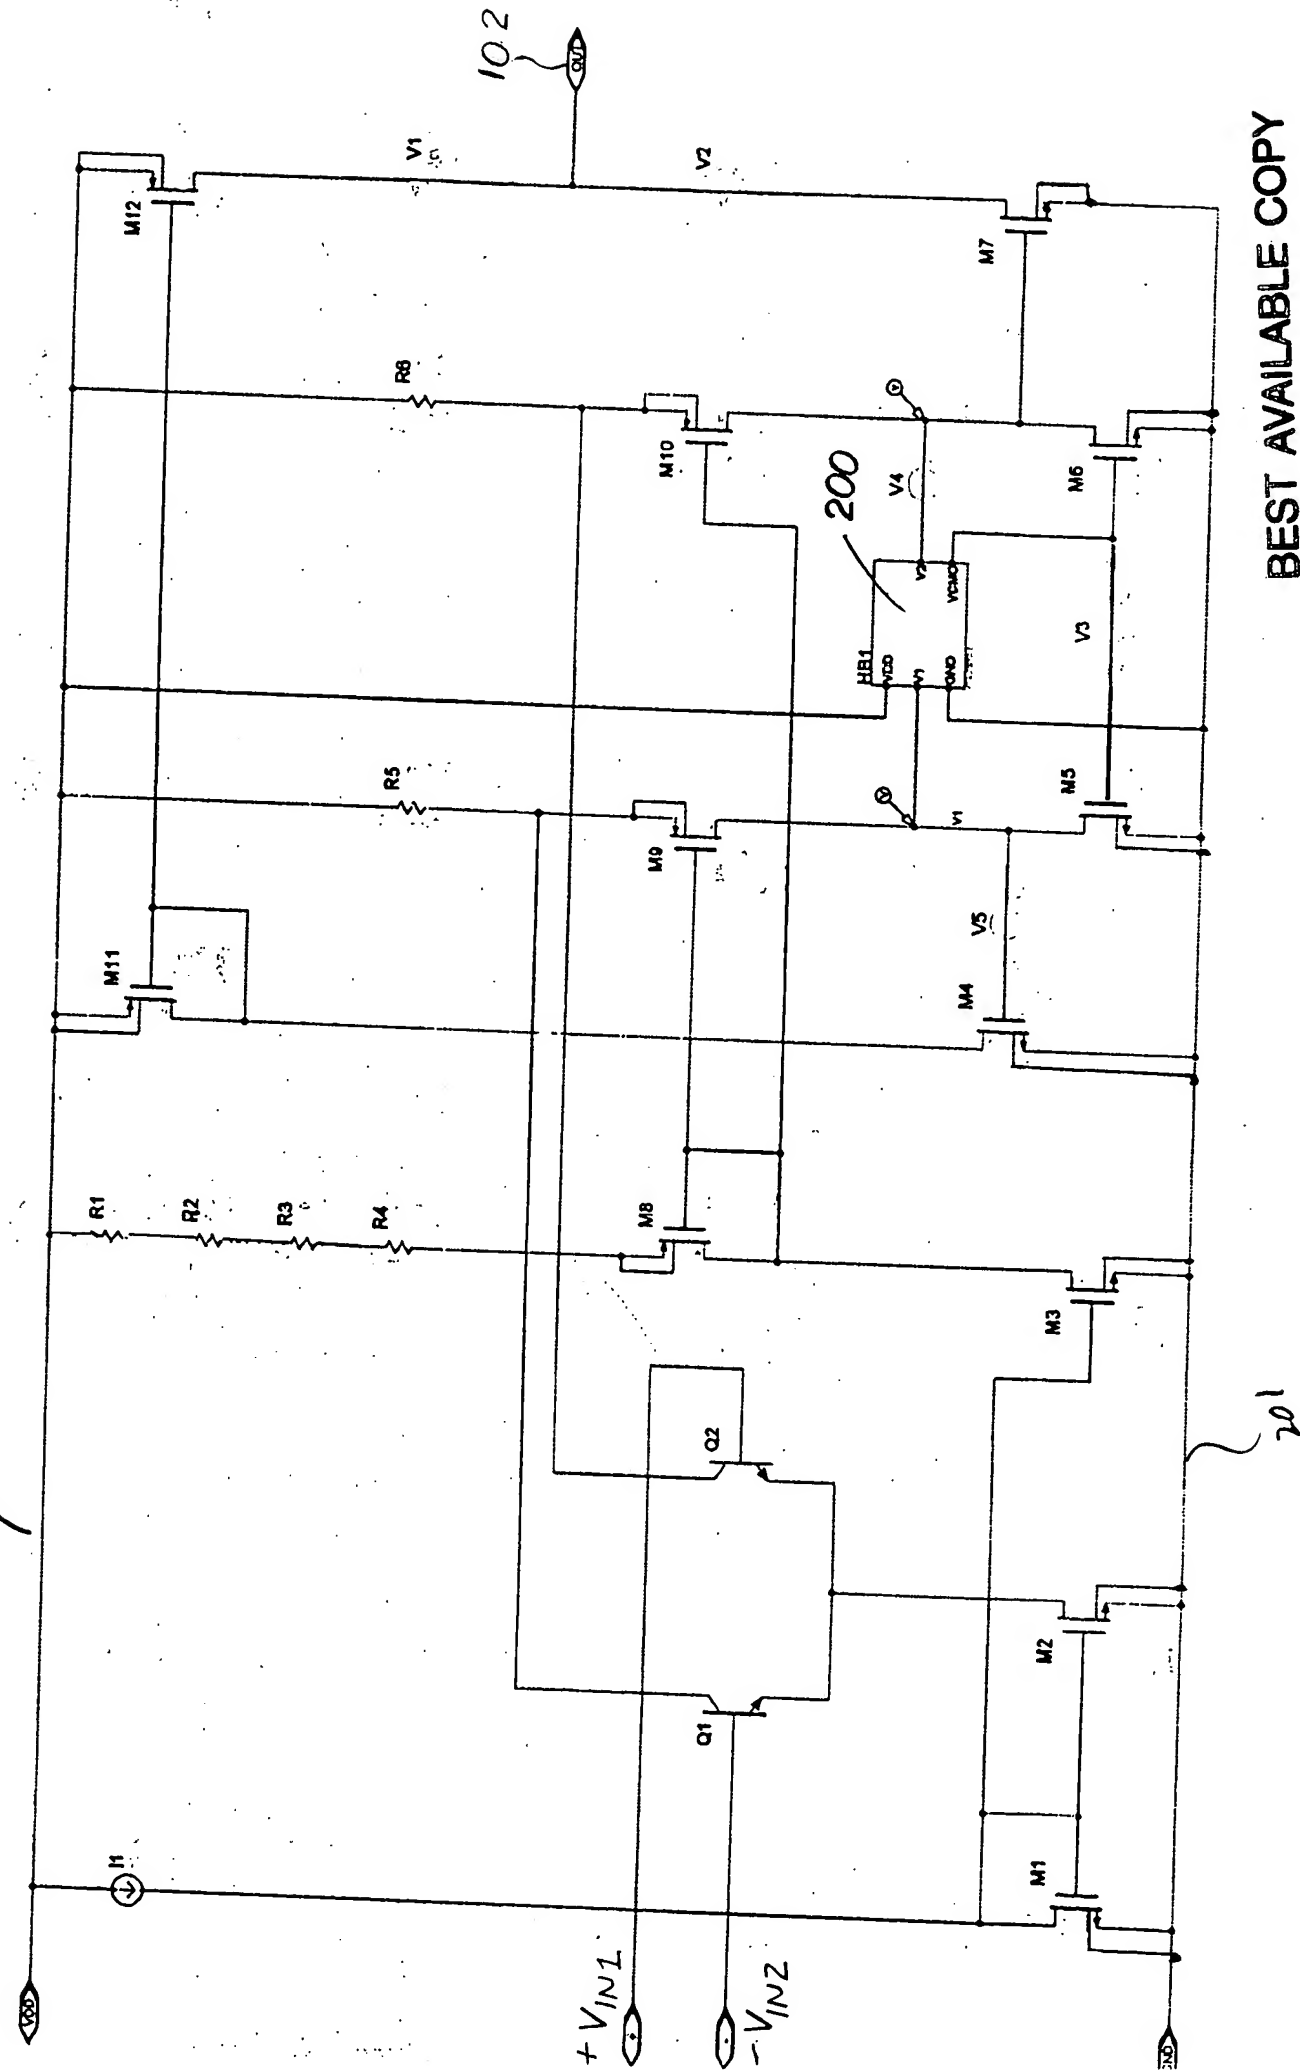 VDD
I1
R1
R2
R3
R4
M11
R5
R6
M12
102
OUT
V1
V2
+ VIN1
+
- VIN2
-
Q1
Q2
M8
M9
M10
200
HB1
VDD
V1
GND
V2
VCMO
V4
V1
V5
V3
M1
M2
M3
M4
M5
M6
M7
GND
201
BEST AVAILABLE COPY